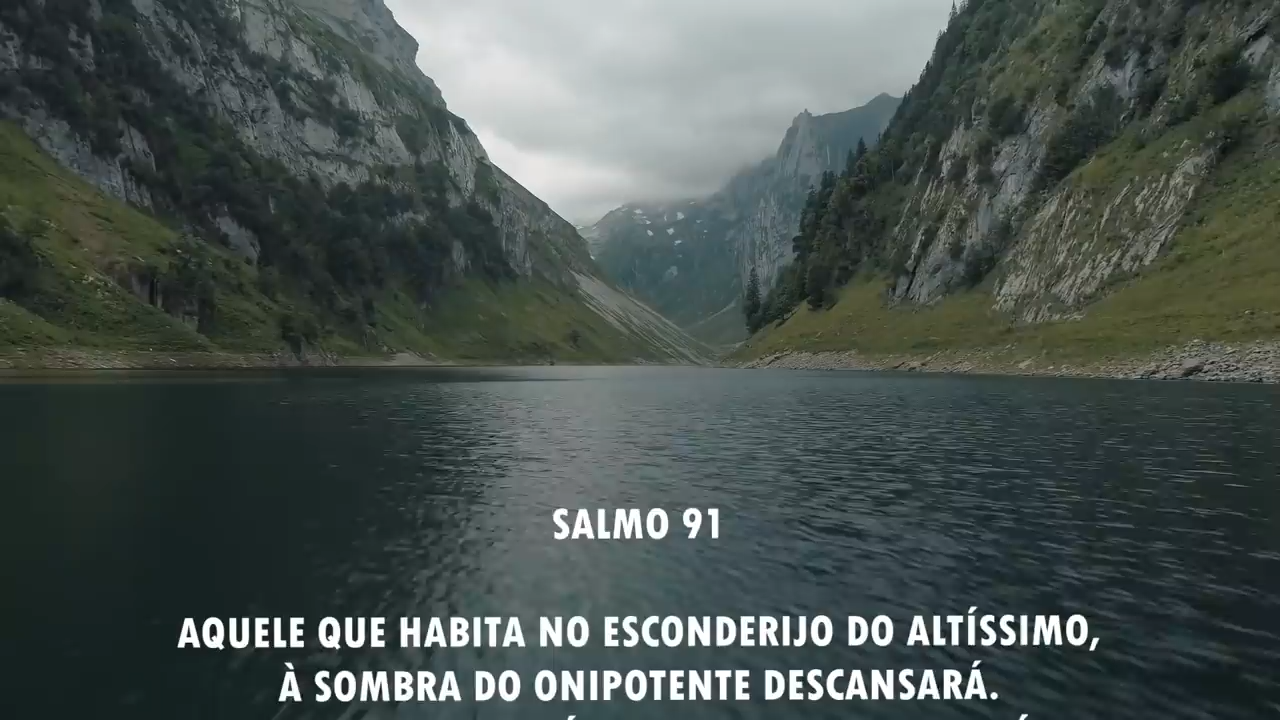 SALMO 91
AQUELE QUE HABITA NO ESCONDERIJO DO ALTÍSSIMO,
À SOMBRA DO ONIPOTENTE DESCANSARÁ.